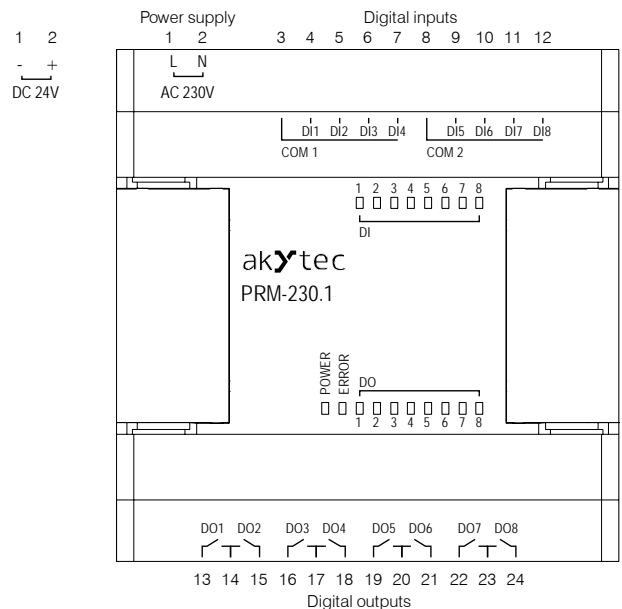 Power supply
Digital inputs
1 2
1 2
3 4 5 6 7 8 9 10 11 12
- +
L N
DC 24V
AC 230V
DI1 DI2 DI3 DI4
DI5 DI6 DI7 DI8
COM 1
COM 2
1 2 3 4 5 6 7 8
DI
akytec
PRM-230.1
POWER
ERROR
DO
1 2 3 4 5 6 7 8
DO1 DO2 DO3 DO4 DO5 DO6 DO7 DO8
13 14 15 16 17 18 19 20 21 22 23 24
Digital outputs